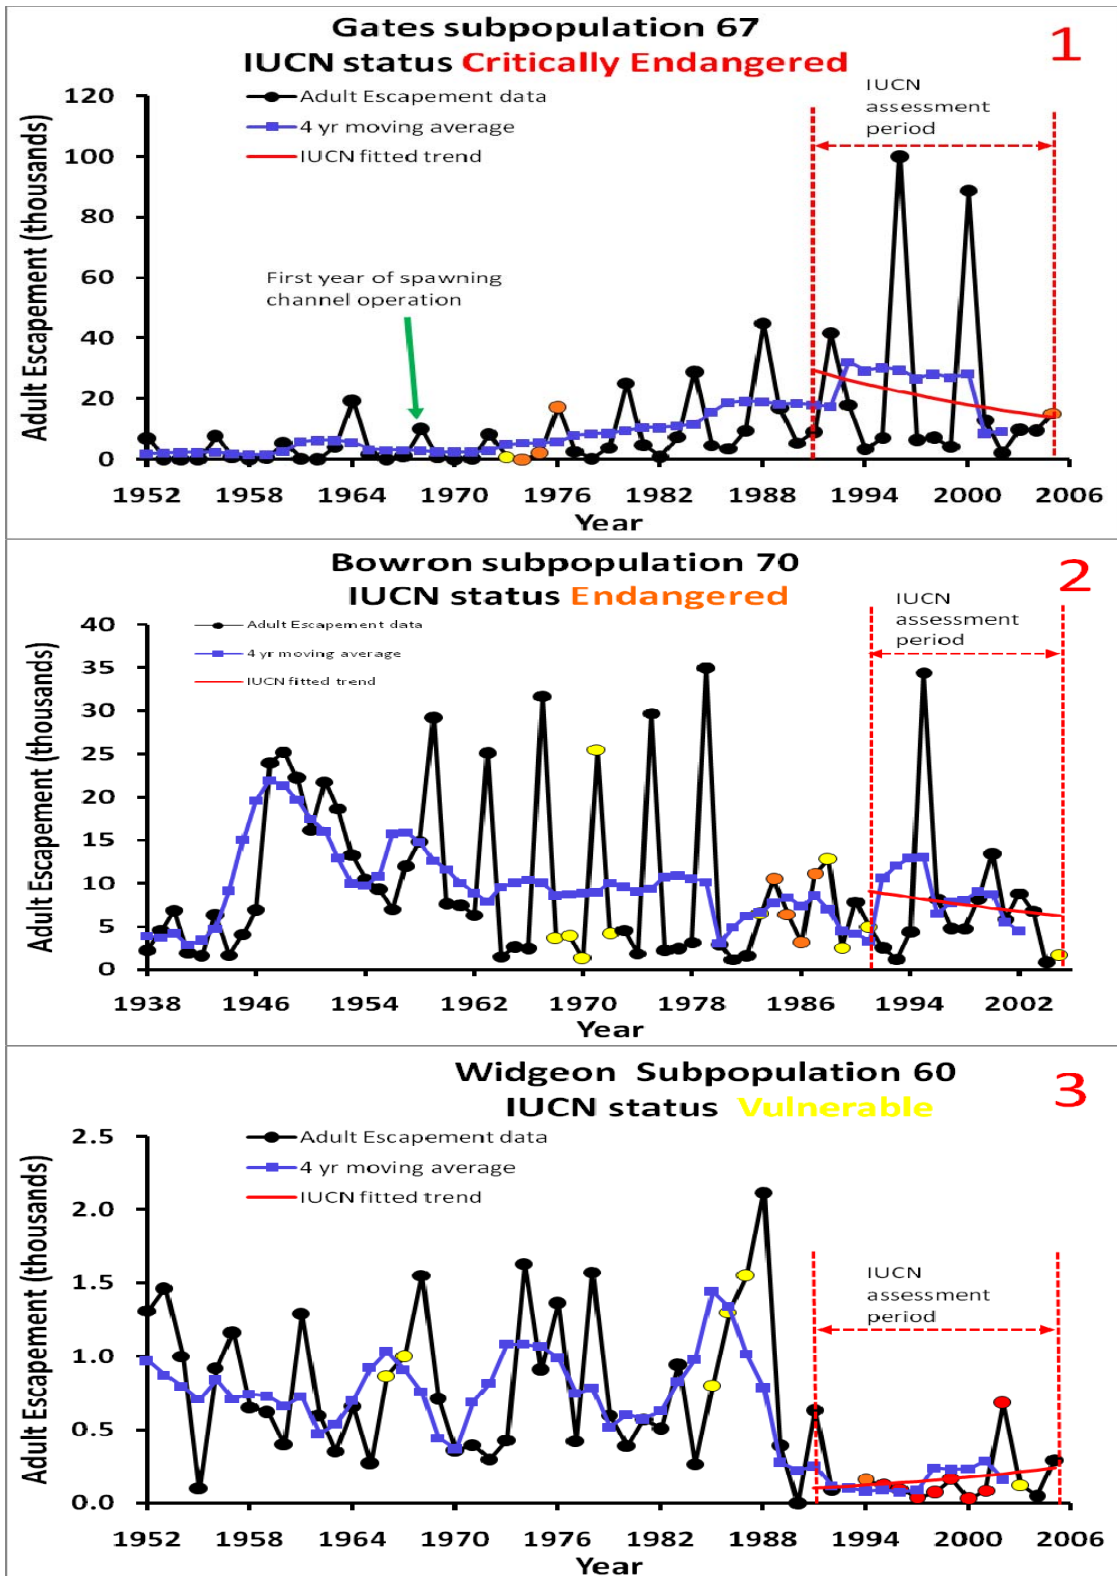 Gates subpopulation 67
1
IUCN status Critically Endangered
Adult Escapement data
4 yr moving average
IUCN fitted trend
IUCN
assessment
period
First year of spawning
channel operation
Adult Escapement (thousands)
120
100
80
60
40
20
0
1952 1958 1964 1970 1976 1982 1988 1994 2000 2006
Year
Bowron subpopulation 70
2
IUCN status Endangered
Adult Escapement data
4 yr moving average
IUCN fitted trend
IUCN
assessment
period
Adult Escapement (thousands)
40
35
30
25
20
15
10
5
0
1938 1946 1954 1962 1970 1978 1986 1994 2002
Year
Widgeon Subpopulation 60
3
IUCN status Vulnerable
Adult Escapement data
4 yr moving average
IUCN fitted trend
IUCN
assessment
period
Adult Escapement (thousands)
2.5
2.0
1.5
1.0
0.5
0.0
1952 1958 1964 1970 1976 1982 1988 1994 2000 2006
Year